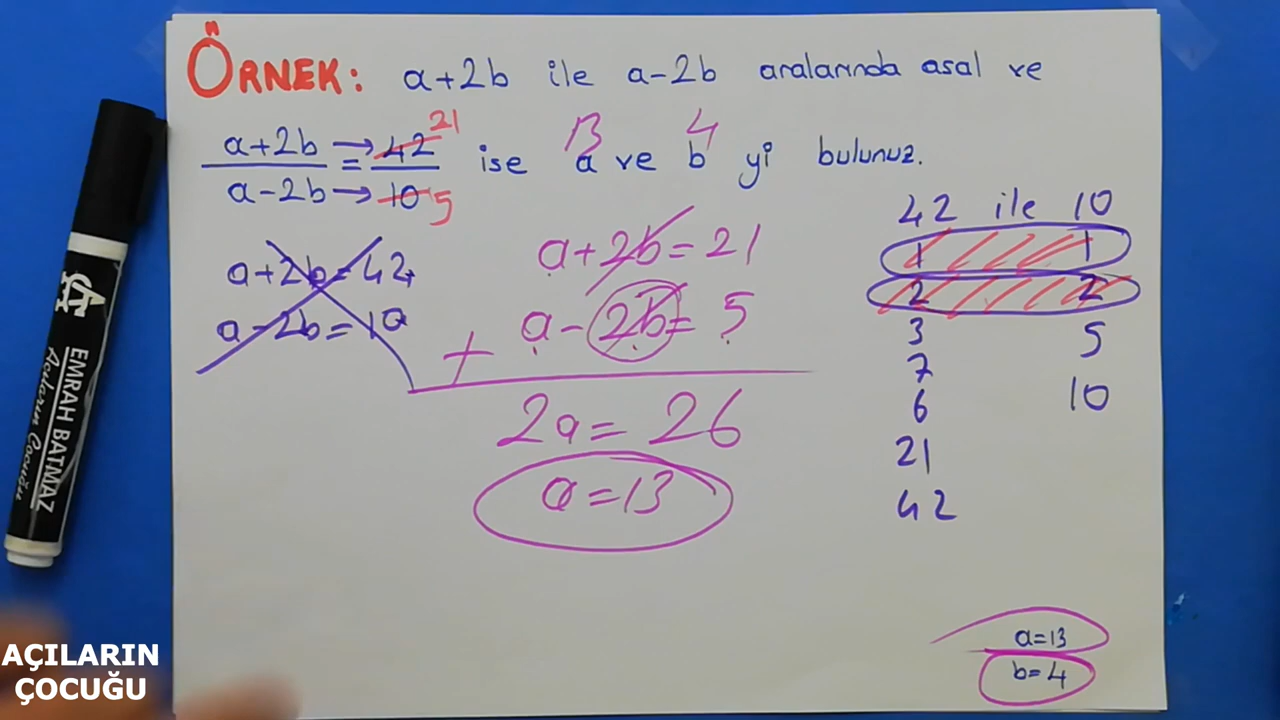 ÖRNEK: a+2b ile a-2b aralarında asal ve
a+2b → 42 21
a-2b → 10 5
= ise a ve b yi bulunuz.
13 4
a+2b=42
a-2b=10
a+2b=21
a-2b=5
+
2a=26
a=13
42 ile 10
1 1
2 2
3 5
7 10
6
21
42
a=13
b=4
EMRAH BATMAZ
Açıların Çocuğu
AÇILARIN
ÇOCUĞU